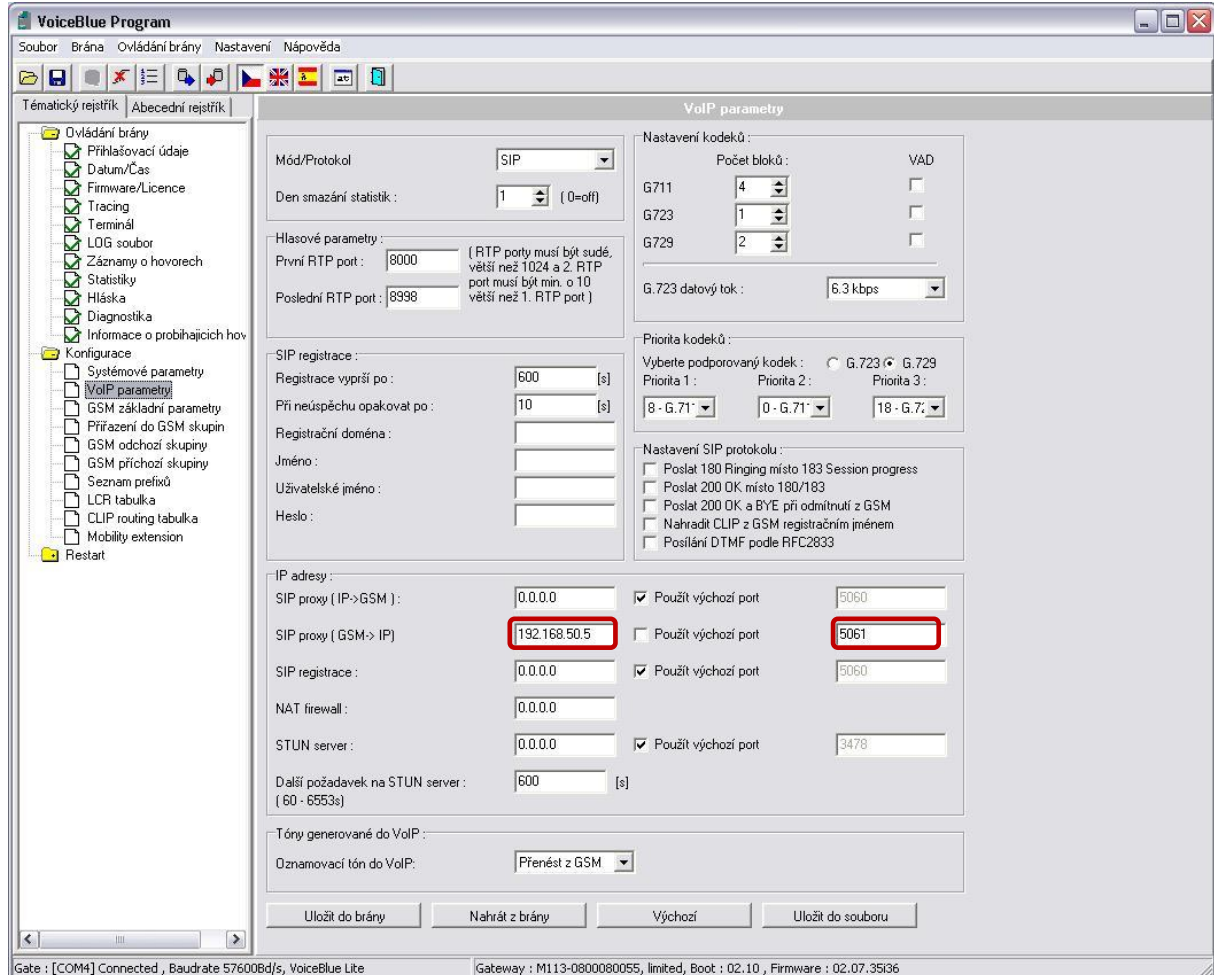 VoiceBlue Program
Soubor Brána Ovládání brány Nastavení Nápověda
Tématický rejstřík Abecední rejstřík
Ovládání brány
Přihlašovací údaje
Datum/Čas
Firmware/Licence
Tracing
Terminál
LOG soubor
Záznamy o hovorech
Statistiky
Hláska
Diagnostika
Informace o probihajicich hov
Konfigurace
Systémové parametry
VoIP parametry
GSM základní parametry
Přiřazení do GSM skupin
GSM odchozí skupiny
GSM příchozí skupiny
Seznam prefixů
LCR tabulka
CLIP routing tabulka
Mobility extension
Restart
VoIP parametry
Mód/Protokol SIP
Den smazání statistik : 1 ( 0=off)
Hlasové parametry :
První RTP port : 8000
Poslední RTP port : 8998
( RTP porty musí být sudé,
větší než 1024 a 2. RTP
port musí být min. o 10
větší než 1. RTP port )
SIP registrace :
Registrace vyprší po : 600 [s]
Při neúspěchu opakovat po : 10 [s]
Registrační doména :
Jméno :
Uživatelské jméno :
Heslo :
Nastavení kodeků :
Počet bloků : VAD
G711 4
G723 1
G729 2
G.723 datový tok : 6.3 kbps
Priorita kodeků :
Vyberte podporovaný kodek : G.723 G.729
Priorita 1 : Priorita 2 : Priorita 3 :
8 - G.71 0 - G.71 18 - G.7
Nastavení SIP protokolu :
Poslat 180 Ringing místo 183 Session progress
Poslat 200 OK místo 180/183
Poslat 200 OK a BYE při odmítnutí z GSM
Nahradit CLIP z GSM registračním jménem
Posílání DTMF podle RFC2833
IP adresy :
SIP proxy ( IP->GSM ) : 0.0.0.0 Použít výchozí port 5060
SIP proxy ( GSM-> IP) 192.168.50.5 Použít výchozí port 5061
SIP registrace : 0.0.0.0 Použít výchozí port 5060
NAT firewall : 0.0.0.0
STUN server : 0.0.0.0 Použít výchozí port 3478
Další požadavek na STUN server : 600 [s]
( 60 - 6553s)
Tóny generované do VoIP :
Oznamovací tón do VoIP: Přenést z GSM
Uložit do brány Nahrát z brány Výchozí Uložit do souboru
Gate : [COM4] Connected , Baudrate 57600Bd/s, VoiceBlue Lite Gateway : M113-0800080055, limited, Boot : 02.10 , Firmware : 02.07.35i36